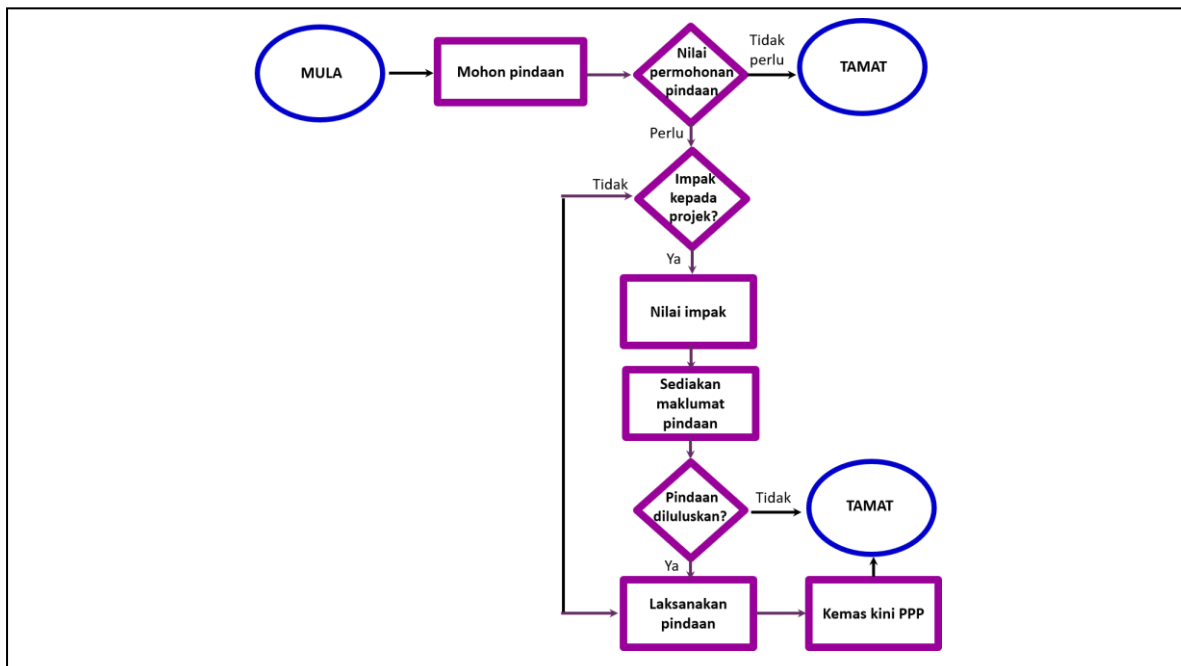 MULA
Mohon pindaan
Nilai
permohonan
pindaan
Tidak
perlu
TAMAT
Perlu
Impak
kepada
projek?
Tidak
Ya
Nilai impak
Sediakan
maklumat
pindaan
Pindaan
diluluskan?
Tidak
TAMAT
Ya
Laksanakan
pindaan
Kemas kini PPP